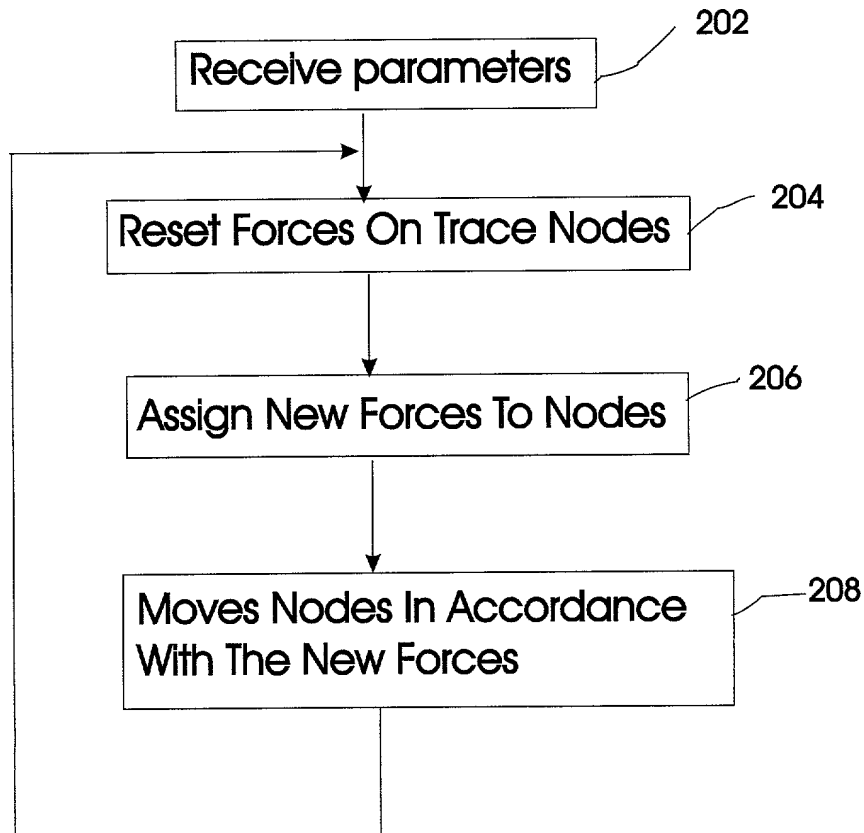 202
Receive parameters
204
Reset Forces On Trace Nodes
206
Assign New Forces To Nodes
208
Moves Nodes In Accordance
With The New Forces